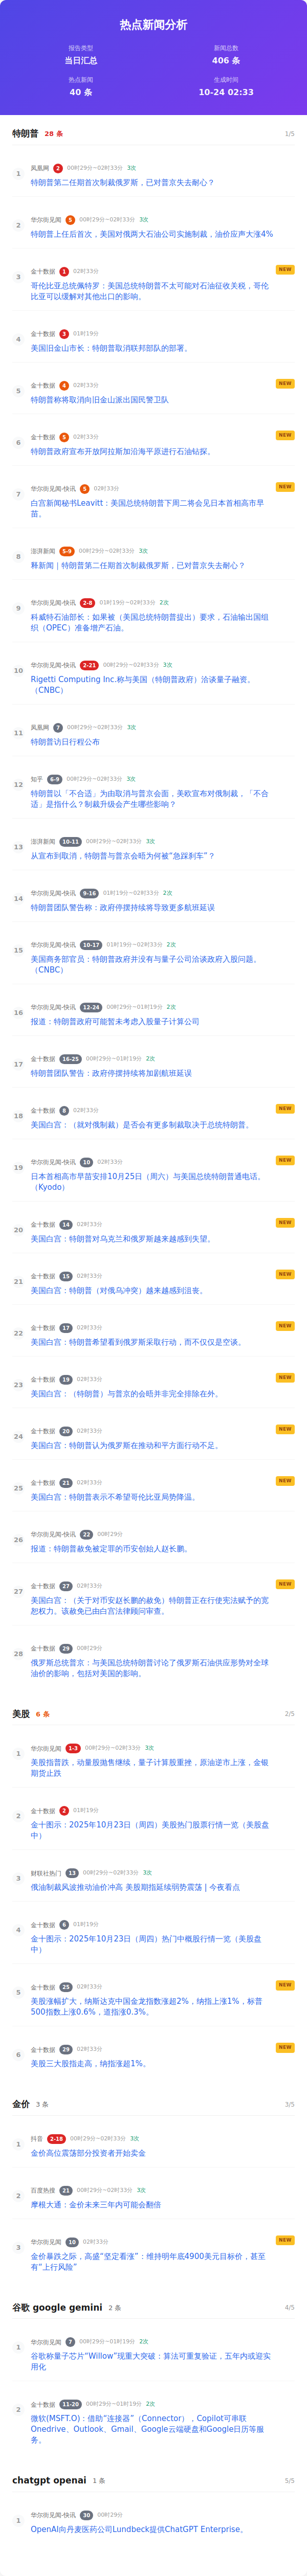 热点新闻分析
报告类型
当日汇总
新闻总数
406 条
热点新闻
40 条
生成时间
10-24 02:33
特朗普 28 条 1/5
1
凤凰网 2 00时29分~02时33分 3次
特朗普第二任期首次制裁俄罗斯，已对普京失去耐心？
2
华尔街见闻 5 00时29分~02时33分 3次
特朗普上任后首次，美国对俄两大石油公司实施制裁，油价应声大涨4%
3
金十数据 1 02时33分 NEW
哥伦比亚总统佩特罗：美国总统特朗普不太可能对石油征收关税，哥伦
比亚可以缓解对其他出口的影响。
4
金十数据 3 01时19分
美国旧金山市长：特朗普取消联邦部队的部署。
5
金十数据 4 02时33分 NEW
特朗普称将取消向旧金山派出国民警卫队
6
金十数据 5 02时33分 NEW
特朗普政府宣布开放阿拉斯加沿海平原进行石油钻探。
7
华尔街见闻-快讯 5 02时33分 NEW
白宫新闻秘书Leavitt：美国总统特朗普下周二将会见日本首相高市早
苗。
8
澎湃新闻 5-9 00时29分~02时33分 3次
释新闻｜特朗普第二任期首次制裁俄罗斯，已对普京失去耐心？
9
华尔街见闻-快讯 2-8 01时19分~02时33分 2次
科威特石油部长：如果被（美国总统特朗普提出）要求，石油输出国组
织（OPEC）准备增产石油。
10
华尔街见闻-快讯 2-21 00时29分~02时33分 3次
Rigetti Computing Inc.称与美国（特朗普政府）洽谈量子融资。
（CNBC）
11
凤凰网 7 00时29分~02时33分 3次
特朗普访日行程公布
12
知乎 6-9 00时29分~02时33分 3次
特朗普以「不合适」为由取消与普京会面，美欧宣布对俄制裁，「不合
适」是指什么？制裁升级会产生哪些影响？
13
澎湃新闻 10-11 00时29分~02时33分 3次
从宣布到取消，特朗普与普京会晤为何被“急踩刹车”？
14
华尔街见闻-快讯 9-16 01时19分~02时33分 2次
特朗普团队警告称：政府停摆持续将导致更多航班延误
15
华尔街见闻-快讯 10-17 01时19分~02时33分 2次
美国商务部官员：特朗普政府并没有与量子公司洽谈政府入股问题。
（CNBC）
16
华尔街见闻-快讯 12-24 00时29分~01时19分 2次
报道：特朗普政府可能暂未考虑入股量子计算公司
17
金十数据 16-25 00时29分~01时19分 2次
特朗普团队警告：政府停摆持续将加剧航班延误
18
金十数据 8 02时33分 NEW
美国白宫：（就对俄制裁）是否会有更多制裁取决于总统特朗普。
19
华尔街见闻-快讯 10 02时33分 NEW
日本首相高市早苗安排10月25日（周六）与美国总统特朗普通电话。
（Kyodo）
20
金十数据 14 02时33分 NEW
美国白宫：特朗普对乌克兰和俄罗斯越来越感到失望。
21
金十数据 15 02时33分 NEW
美国白宫：特朗普（对俄乌冲突）越来越感到沮丧。
22
金十数据 17 02时33分 NEW
美国白宫：特朗普希望看到俄罗斯采取行动，而不仅仅是空谈。
23
金十数据 19 02时33分 NEW
美国白宫：（特朗普）与普京的会晤并非完全排除在外。
24
金十数据 20 02时33分 NEW
美国白宫：特朗普认为俄罗斯在推动和平方面行动不足。
25
金十数据 21 02时33分 NEW
美国白宫：特朗普表示不希望哥伦比亚局势降温。
26
华尔街见闻-快讯 22 00时29分
报道：特朗普赦免被定罪的币安创始人赵长鹏。
27
金十数据 27 02时33分 NEW
美国白宫：（关于对币安赵长鹏的赦免）特朗普正在行使宪法赋予的宽
恕权力。该赦免已由白宫法律顾问审查。
28
金十数据 29 00时29分
俄罗斯总统普京：与美国总统特朗普讨论了俄罗斯石油供应形势对全球
油价的影响，包括对美国的影响。
美股 6 条 2/5
1
华尔街见闻 1-3 00时29分~02时33分 3次
美股指普跌，动量股抛售继续，量子计算股重挫，原油逆市上涨，金银
期货止跌
2
金十数据 2 01时19分
金十图示：2025年10月23日（周四）美股热门股票行情一览（美股盘
中）
3
财联社热门 13 00时29分~02时33分 3次
俄油制裁风波推动油价冲高 美股期指延续弱势震荡 | 今夜看点
4
金十数据 6 01时19分
金十图示：2025年10月23日（周四）热门中概股行情一览（美股盘
中）
5
金十数据 25 02时33分 NEW
美股涨幅扩大，纳斯达克中国金龙指数涨超2%，纳指上涨1%，标普
500指数上涨0.6%，道指涨0.3%。
6
金十数据 29 02时33分 NEW
美股三大股指走高，纳指涨超1%。
金价 3 条 3/5
1
抖音 2-18 00时29分~02时33分 3次
金价高位震荡部分投资者开始卖金
2
百度热搜 21 00时29分~02时33分 3次
摩根大通：金价未来三年内可能会翻倍
3
华尔街见闻 10 02时33分 NEW
金价暴跌之际，高盛“坚定看涨”：维持明年底4900美元目标价，甚至
有“上行风险”
谷歌 google gemini 2 条 4/5
1
华尔街见闻 7 00时29分~01时19分 2次
谷歌称量子芯片“Willow”现重大突破：算法可重复验证，五年内或迎实
用化
2
金十数据 11-20 00时29分~01时19分 2次
微软(MSFT.O)：借助“连接器”（Connector），Copilot可串联
Onedrive、Outlook、Gmail、Google云端硬盘和Google日历等服
务。
chatgpt openai 1 条 5/5
1
华尔街见闻-快讯 30 00时29分
OpenAI向丹麦医药公司Lundbeck提供ChatGPT Enterprise。